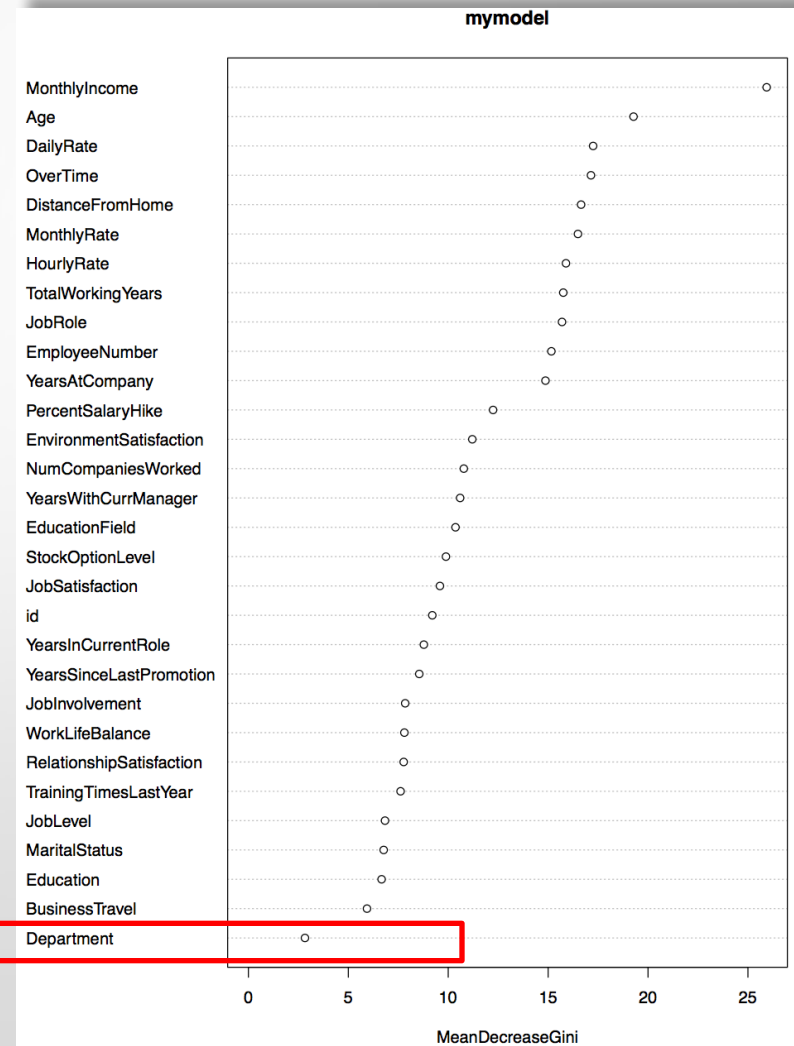 mymodel
MonthlyIncome
Age
DailyRate
OverTime
DistanceFromHome
MonthlyRate
HourlyRate
TotalWorkingYears
JobRole
EmployeeNumber
YearsAtCompany
PercentSalaryHike
EnvironmentSatisfaction
NumCompaniesWorked
YearsWithCurrManager
EducationField
StockOptionLevel
JobSatisfaction
id
YearsInCurrentRole
YearsSinceLastPromotion
JobInvolvement
WorkLifeBalance
RelationshipSatisfaction
TrainingTimesLastYear
JobLevel
MaritalStatus
Education
BusinessTravel
Department
0 5 10 15 20 25
MeanDecreaseGini